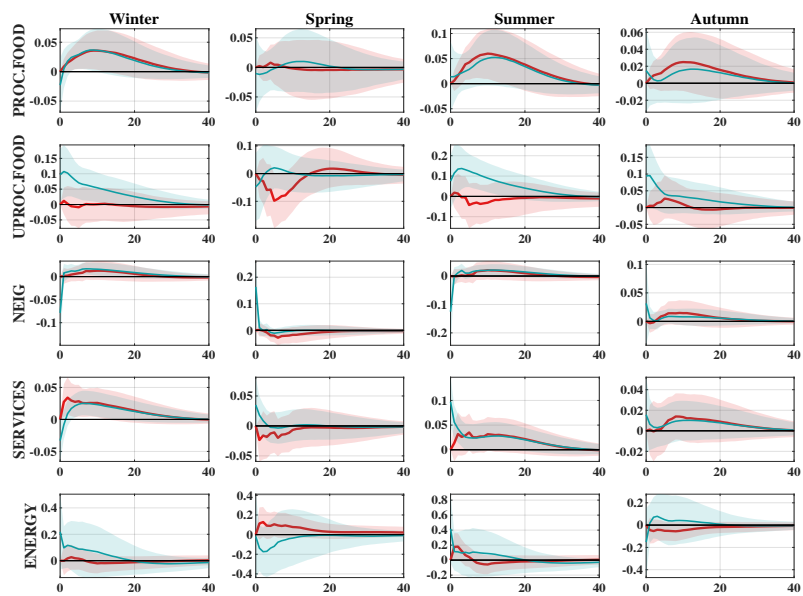 Winter Spring Summer Autumn
PROC.FOOD
0.05 0 -0.05
0 20 40
0.05 0 -0.05
0 20 40
0.1 0.05 0 -0.05
0 20 40
0.06 0.04 0.02 0 -0.02
0 20 40
UPROC.FOOD
0.15 0.1 0.05 0 -0.05
0 20 40
0.1 0 -0.1
0 20 40
0.2 0.1 0 -0.1
0 20 40
0.15 0.1 0.05 0 -0.05
0 20 40
NEIG
0 -0.1
0 20 40
0.2 0.1 0
0 20 40
0 -0.1 -0.2
0 20 40
0.1 0.05 0
0 20 40
SERVICES
0.05 0 -0.05
0 20 40
0.05 0 -0.05
0 20 40
0.1 0.05 0
0 20 40
0.04 0.02 0 -0.02
0 20 40
ENERGY
0.4 0.2 0
0 20 40
0.4 0.2 0 -0.2 -0.4
0 20 40
0.8 0.6 0.4 0.2 0 -0.2
0 20 40
0.2 0 -0.2 -0.4
0 20 40